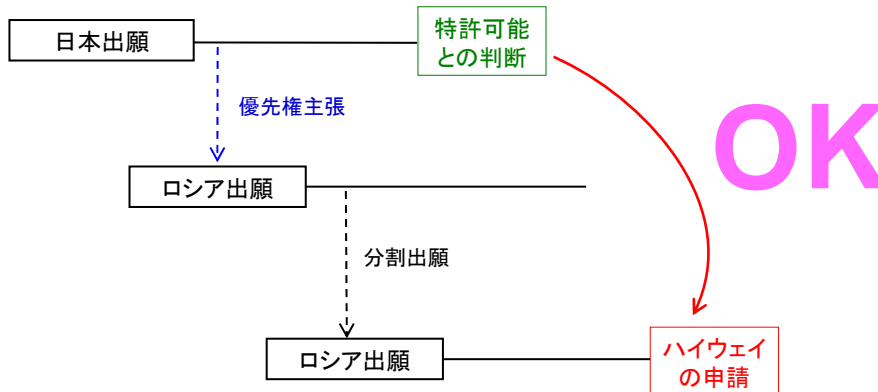 日本出願
特許可能
との判断
優先権主張
OK
ロシア出願
分割出願
ロシア出願
ハイウェイ
の申請